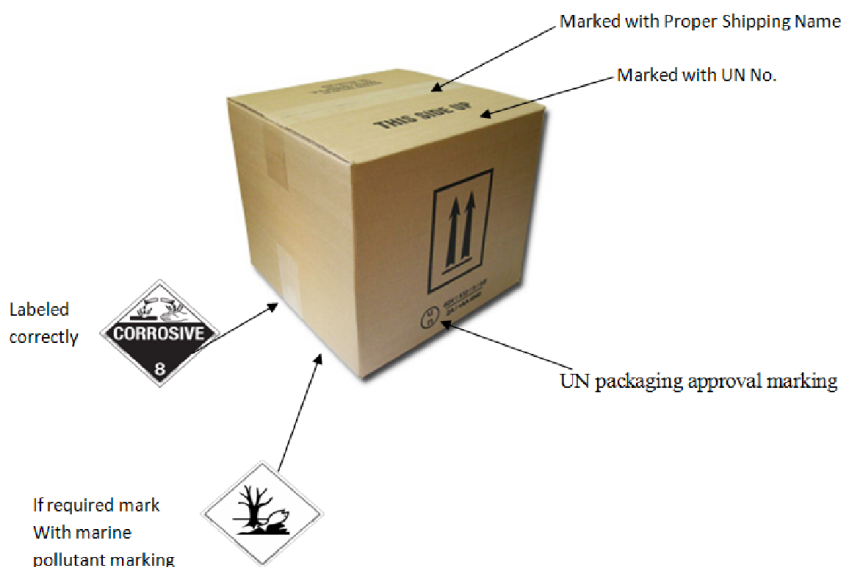 Marked with Proper Shipping Name
Marked with UN No.
THIS SIDE UP
Labeled
correctly
CORROSIVE
8
UN packaging approval marking
If required mark
With marine
pollutant marking